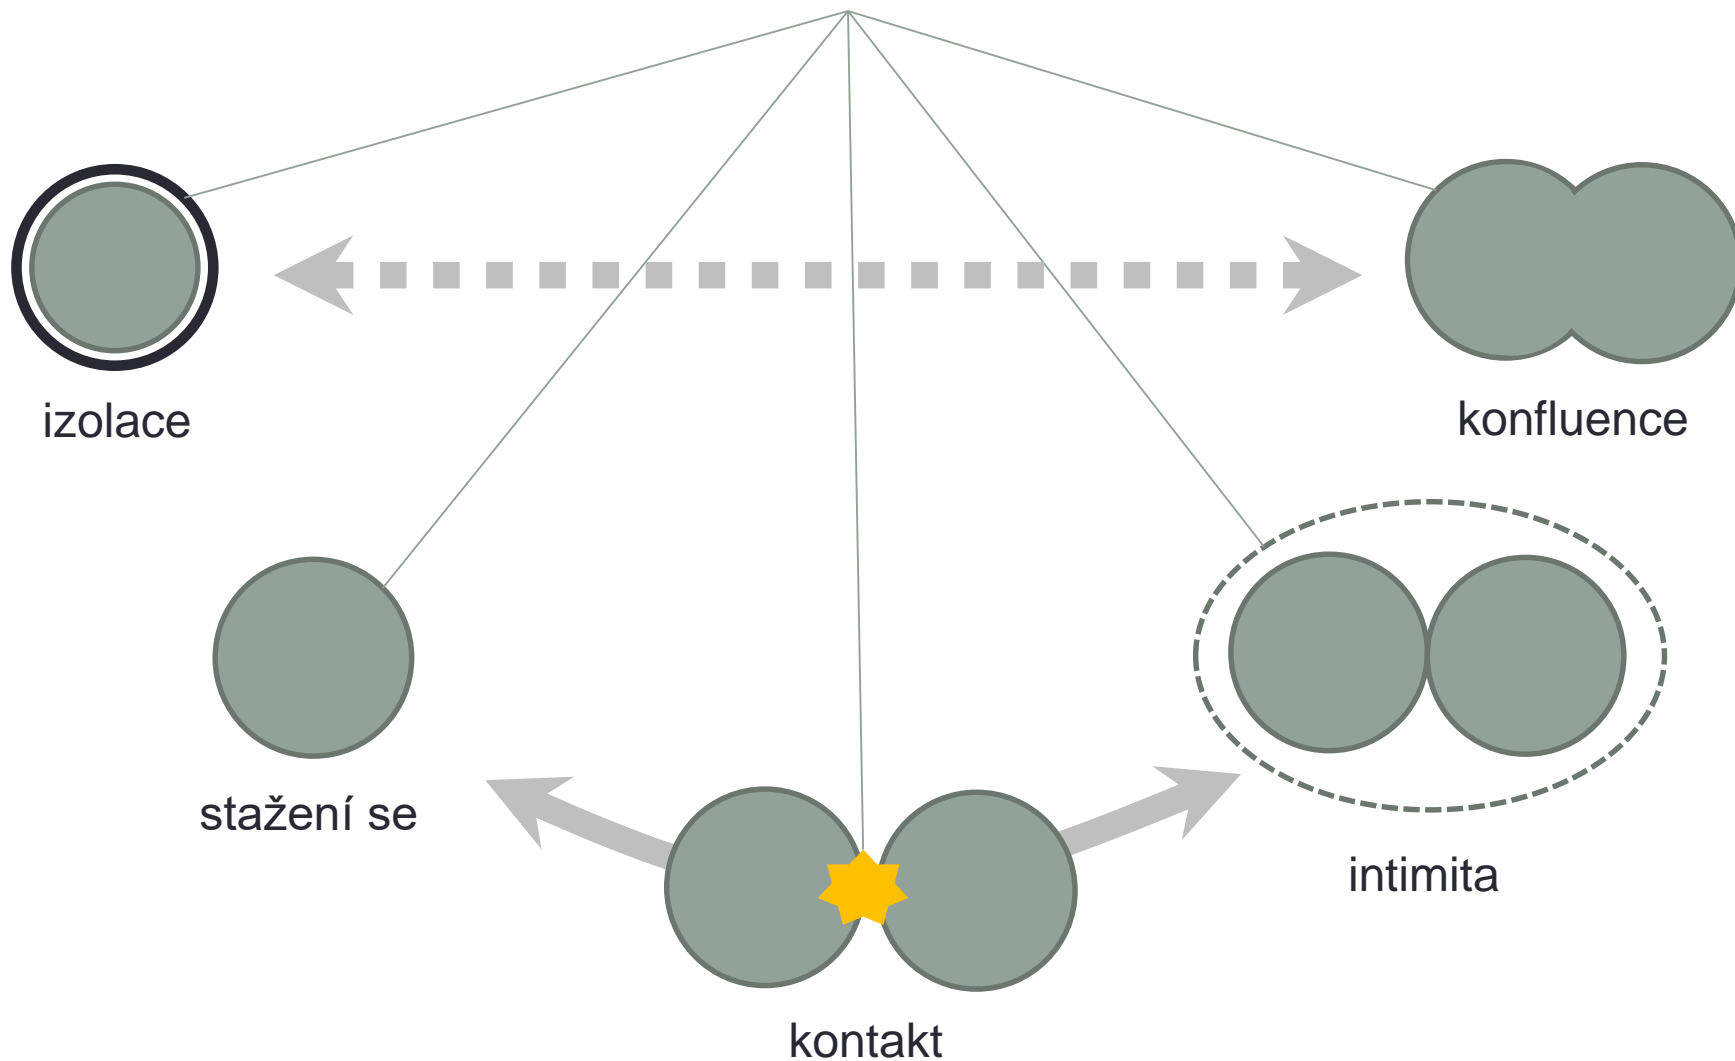 izolace
konfluence
stažení se
intimita
kontakt